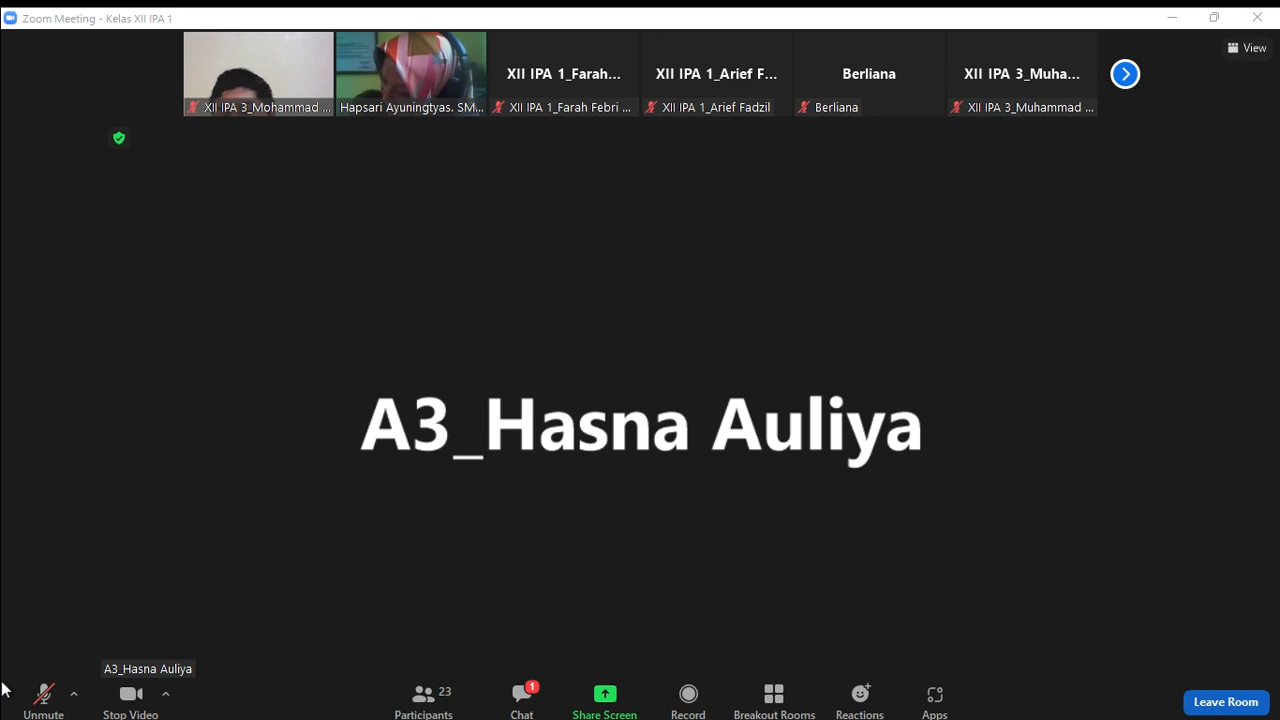 Zoom Meeting - Kelas XII IPA 1
View
XII IPA 1_Farah...
XII IPA 1_Arief F...
Berliana
XII IPA 3_Muha...
XII IPA 3_Mohammad ...
Hapsari Ayuningtyas. SM...
XII IPA 1_Farah Febri ...
XII IPA 1_Arief Fadzil
Berliana
XII IPA 3_Muhammad ...
A3_Hasna Auliya
A3_Hasna Auliya
Unmute
Stop Video
23
Participants
1
Chat
Share Screen
Record
Breakout Rooms
Reactions
Apps
Leave Room